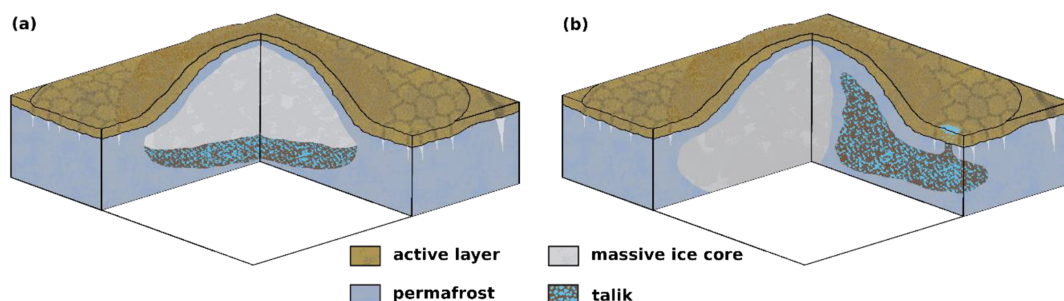 (a)
(b)
active layer
massive ice core
permafrost
talik